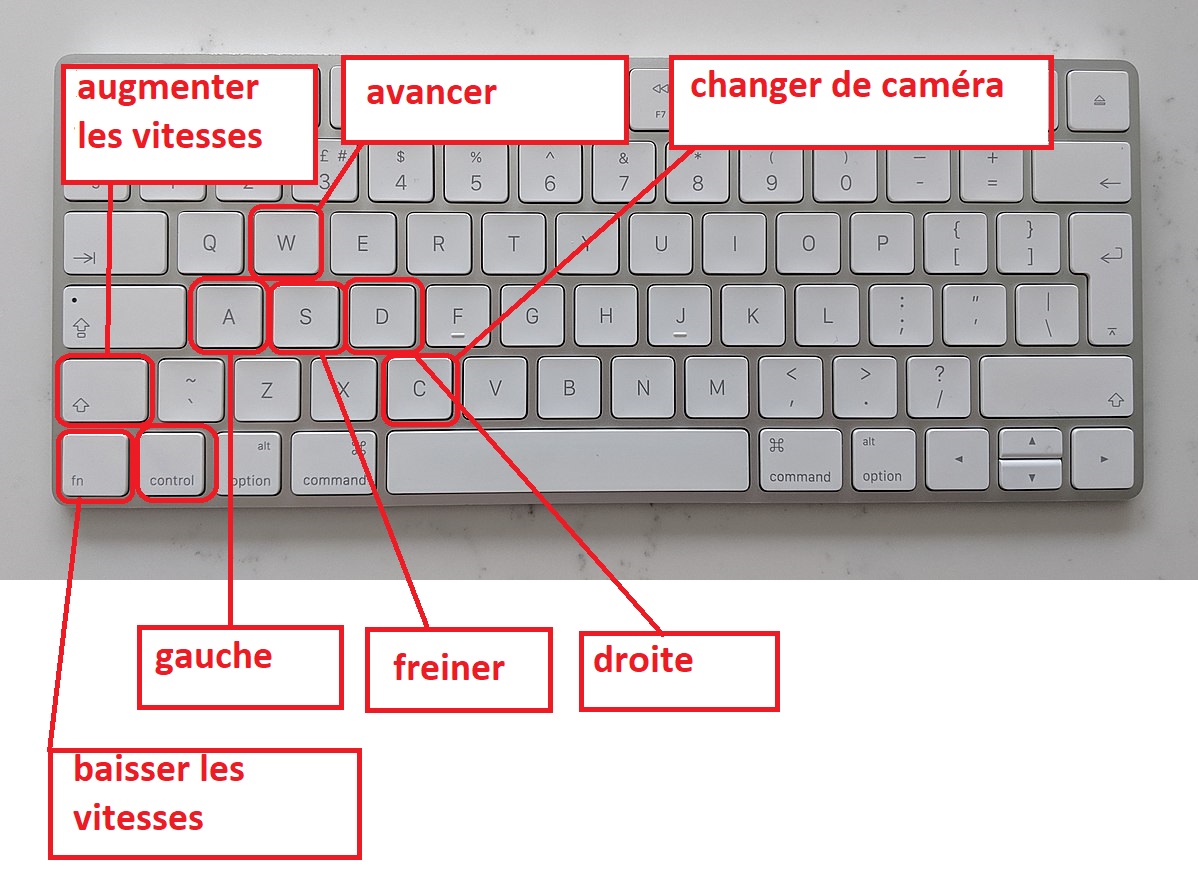 augmenter
les vitesses
avancer
changer de caméra
F7
£ #
3
$
4
%
5
^
6
&
7
*
8
(
9
)
0
—
-
+
=
Q W E R T Y U I O P
{
[
}
]
A S D F G H J K L
:
;
"
'
|
\
~
`
Z X C V B N M
<
,
>
.
?
/
fn
control
alt
option
⌘
command
⌘
command
alt
option
gauche
freiner
droite
baisser les
vitesses